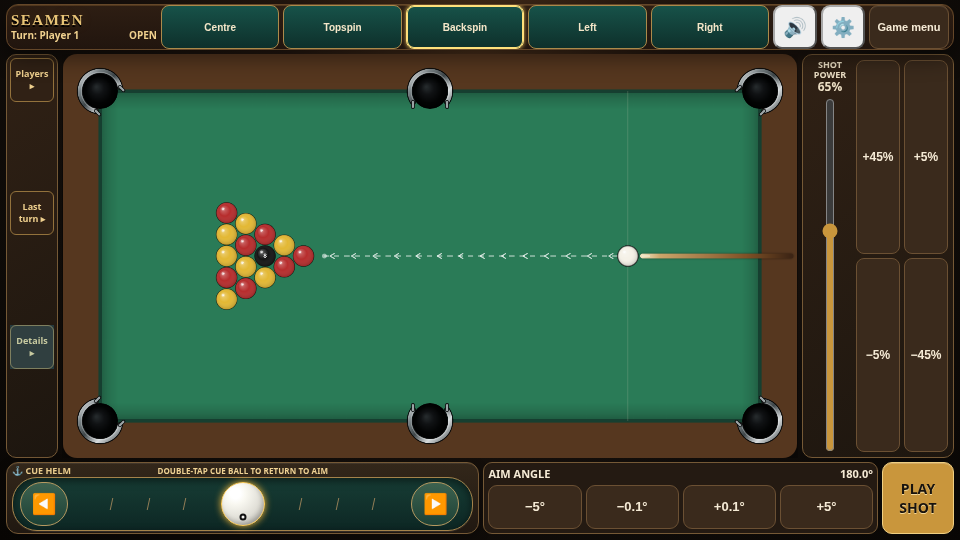 SEAMEN
Turn: Player 1
OPEN
Centre
Topspin
Backspin
Left
Right
Game menu
Players
▸
Last
turn ▸
Details
▸
8
SHOT
POWER
65%
+45%
+5%
−5%
−45%
⚓ CUE HELM
DOUBLE-TAP CUE BALL TO RETURN TO AIM
AIM ANGLE
180.0°
−5°
−0.1°
+0.1°
+5°
PLAY
SHOT